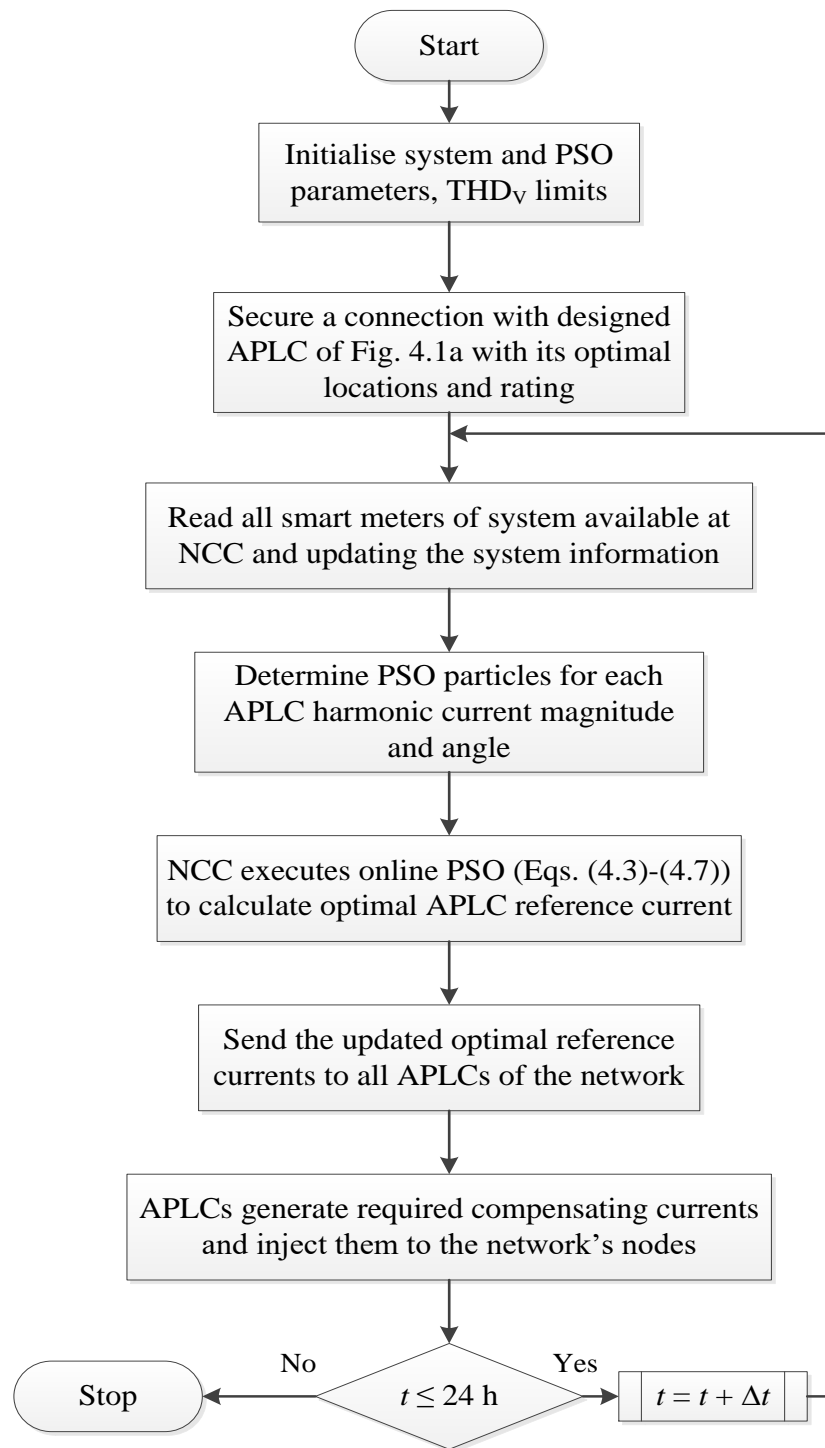 Start
Initialise system and PSO
parameters, THDV limits
Secure a connection with designed
APLC of Fig. 4.1a with its optimal
locations and rating
Read all smart meters of system available at
NCC and updating the system information
Determine PSO particles for each
APLC harmonic current magnitude
and angle
NCC executes online PSO (Eqs. (4.3)-(4.7))
to calculate optimal APLC reference current
Send the updated optimal reference
currents to all APLCs of the network
APLCs generate required compensating currents
and inject them to the network’s nodes
No
Yes
Stop
t ≤ 24 h
t = t + Δt